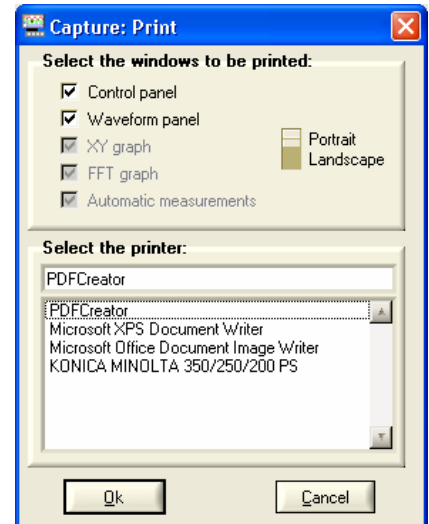 Capture: Print
Select the windows to be printed:
Control panel
Waveform panel
XY graph
FFT graph
Automatic measurements
Portrait
Landscape
Select the printer:
PDFCreator
PDFCreator
Microsoft XPS Document Writer
Microsoft Office Document Image Writer
KONICA MINOLTA 350/250/200 PS
Ok
Cancel